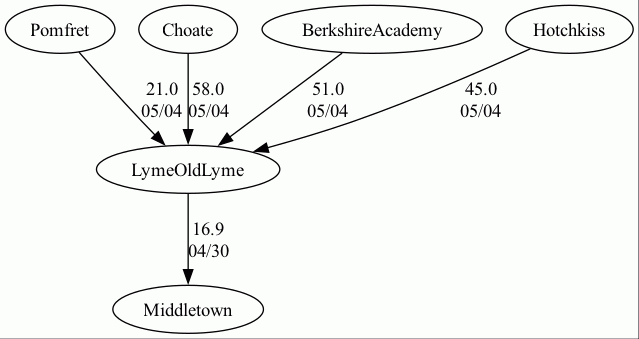 Pomfret
Choate
BerkshireAcademy
Hotchkiss
21.0
05/04
58.0
05/04
51.0
05/04
45.0
05/04
LymeOldLyme
16.9
04/30
Middletown